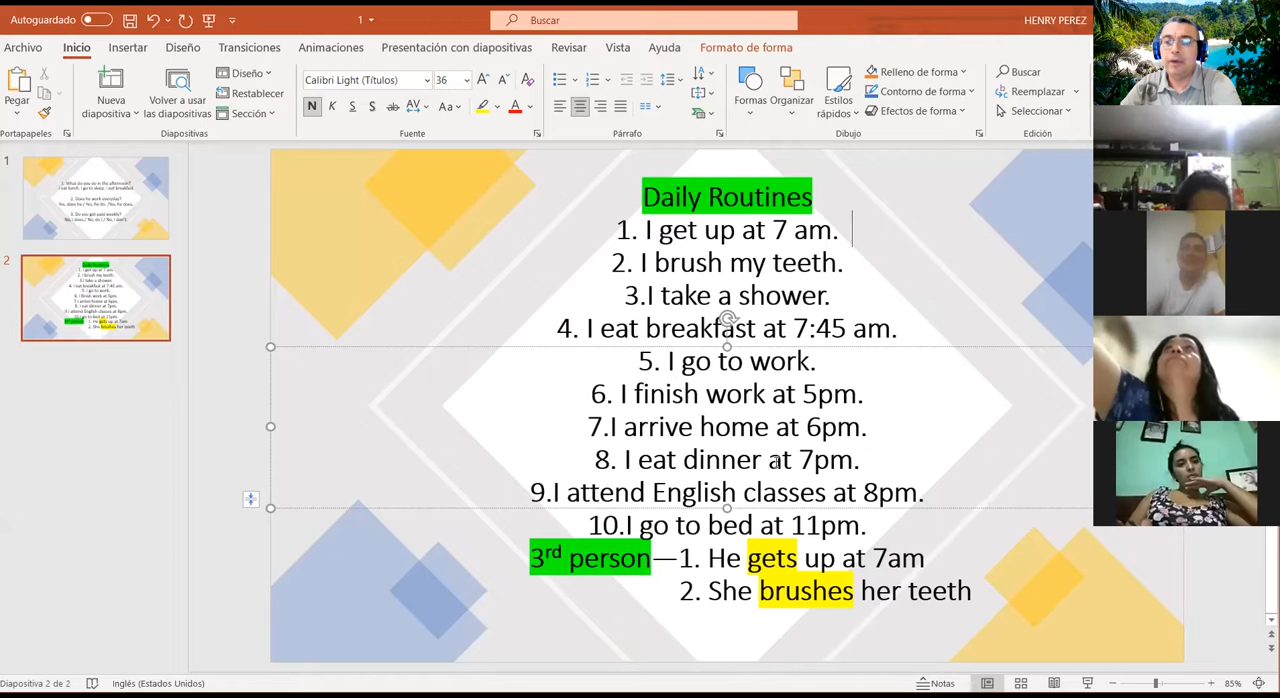 Autoguardado
1
Buscar
HENRY PEREZ
Archivo Inicio Insertar Diseño Transiciones Animaciones Presentación con diapositivas Revisar Vista Ayuda Formato de forma
Pegar
Nueva diapositiva
Volver a usar las diapositivas
Diseño
Restablecer
Sección
Calibri Light (Títulos) 36
N K S S ab AV Aa A
Formas Organizar Estilos rápidos
Relleno de forma
Contorno de forma
Efectos de forma
Buscar
Reemplazar
Seleccionar
Portapapeles Diapositivas Fuente Párrafo Dibujo Edición
1
2
Daily Routines
1. I get up at 7 am.
2. I brush my teeth.
3.I take a shower.
4. I eat breakfast at 7:45 am.
5. I go to work.
6. I finish work at 5pm.
7.I arrive home at 6pm.
8. I eat dinner at 7pm.
9.I attend English classes at 8pm.
10.I go to bed at 11pm.
3rd person—1. He gets up at 7am
2. She brushes her teeth
Diapositiva 2 de 2 Inglés (Estados Unidos) Notas 85%